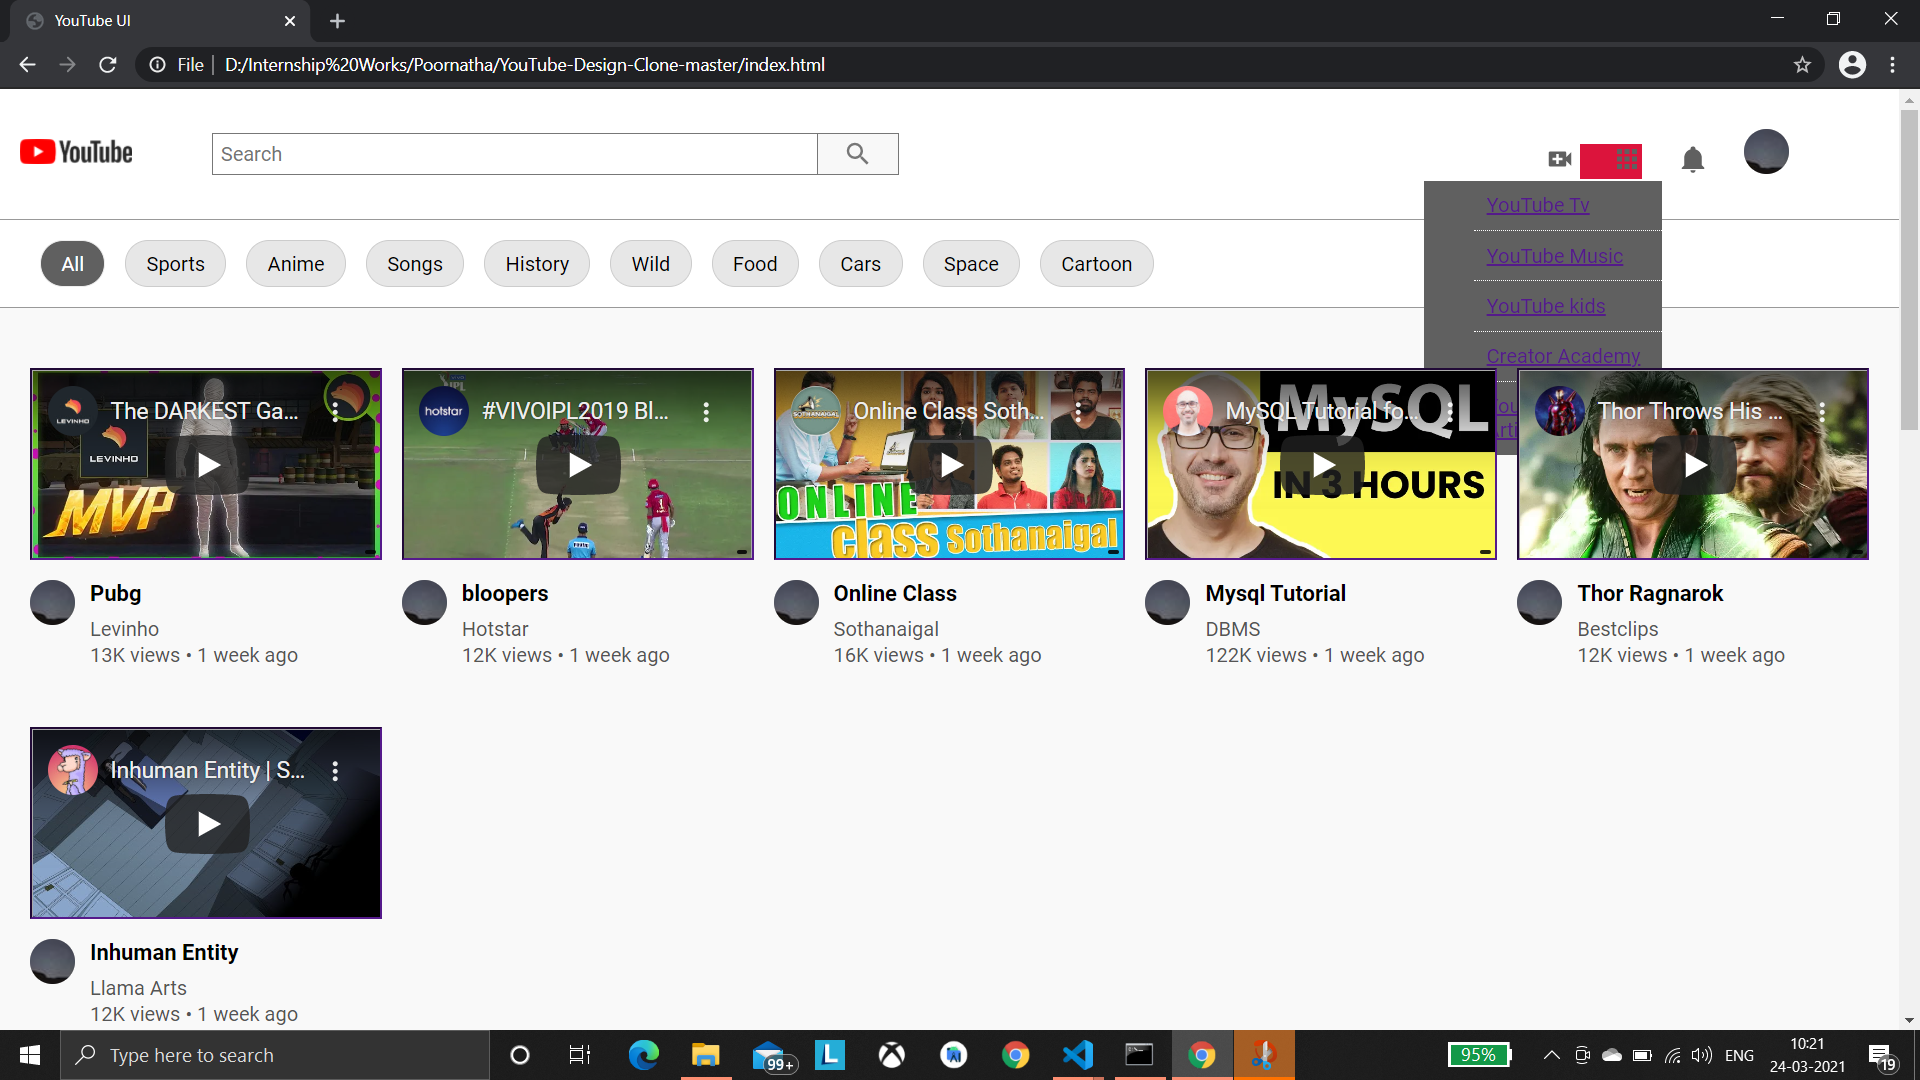 YouTube UI
File
D:/Internship%20Works/Poornatha/YouTube-Design-Clone-master/index.html
YouTube
Search
YouTube Tv
YouTube Music
YouTube kids
Creator Academy
All
Sports
Anime
Songs
History
Wild
Food
Cars
Space
Cartoon
The DARKEST Ga...
LEVINHO
LEVINHO
MVP
#VIVOIPL2019 Bl...
hotstar
IPL
Online Class Soth...
SOTHANAIGAL
ONLINE
class Sothanaigal
MySQL Tutorial fo...
MySQL
IN 3 HOURS
Thor Throws His ...
Pubg
Levinho
13K views • 1 week ago
bloopers
Hotstar
12K views • 1 week ago
Online Class
Sothanaigal
16K views • 1 week ago
Mysql Tutorial
DBMS
122K views • 1 week ago
Thor Ragnarok
Bestclips
12K views • 1 week ago
Inhuman Entity | S...
Inhuman Entity
Llama Arts
12K views • 1 week ago
Type here to search
99+
L
95%
ENG
10:21
24-03-2021
19